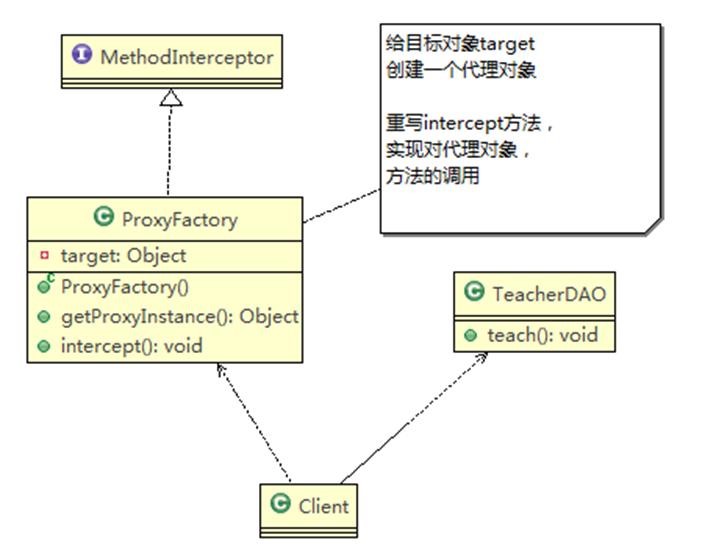 MethodInterceptor
给目标对象target
创建一个代理对象
重写intercept方法，
实现对代理对象，
方法的调用
ProxyFactory
target: Object
ProxyFactory()
getProxyInstance(): Object
intercept(): void
TeacherDAO
teach(): void
Client